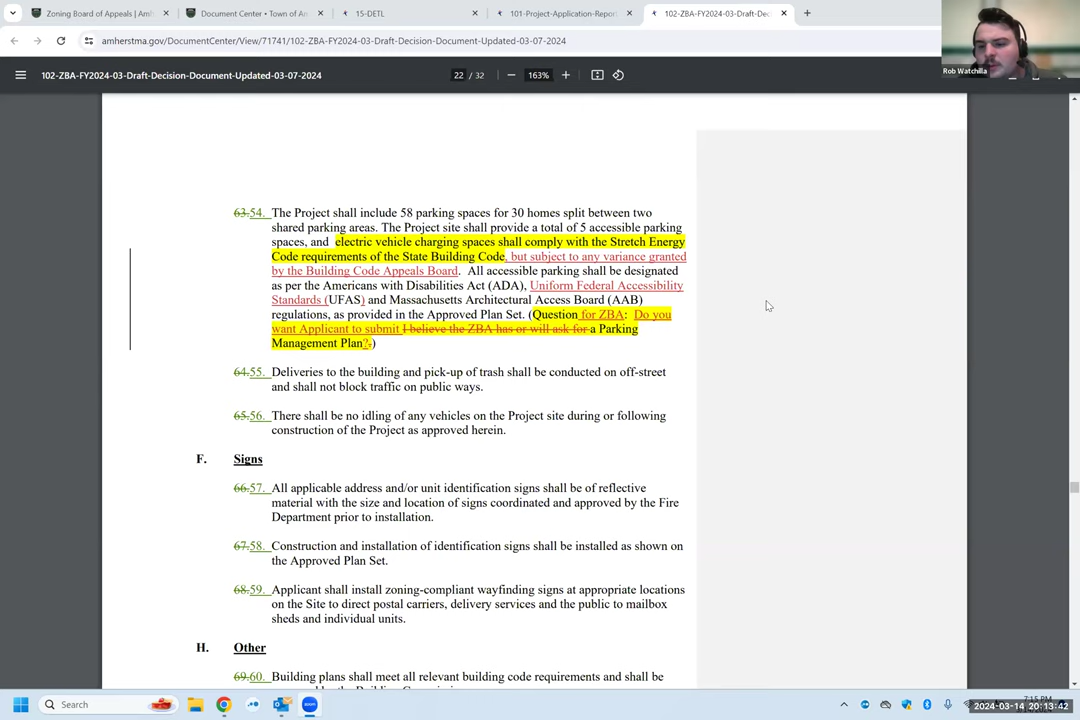 Zoning Board of Appeals | Amh
Document Center • Town of Am
15-DETL
101-Project-Application-Repor
102-ZBA-FY2024-03-Draft-Deci
amherstma.gov/DocumentCenter/View/71741/102-ZBA-FY2024-03-Draft-Decision-Document-Updated-03-07-2024
Rob Watchilla
102-ZBA-FY2024-03-Draft-Decision-Document-Updated-03-07-2024
22 / 32
163%
63.54. The Project shall include 58 parking spaces for 30 homes split between two
shared parking areas. The Project site shall provide a total of 5 accessible parking
spaces, and electric vehicle charging spaces shall comply with the Stretch Energy
Code requirements of the State Building Code, but subject to any variance granted
by the Building Code Appeals Board. All accessible parking shall be designated
as per the Americans with Disabilities Act (ADA), Uniform Federal Accessibility
Standards (UFAS) and Massachusetts Architectural Access Board (AAB)
regulations, as provided in the Approved Plan Set. (Question for ZBA: Do you
want Applicant to submit I believe the ZBA has or will ask for a Parking
Management Plan?.)
64.55. Deliveries to the building and pick-up of trash shall be conducted on off-street
and shall not block traffic on public ways.
65.56. There shall be no idling of any vehicles on the Project site during or following
construction of the Project as approved herein.
F. Signs
66.57. All applicable address and/or unit identification signs shall be of reflective
material with the size and location of signs coordinated and approved by the Fire
Department prior to installation.
67.58. Construction and installation of identification signs shall be installed as shown on
the Approved Plan Set.
68.59. Applicant shall install zoning-compliant wayfinding signs at appropriate locations
on the Site to direct postal carriers, delivery services and the public to mailbox
sheds and individual units.
H. Other
69.60. Building plans shall meet all relevant building code requirements and shall be
Search
7:15 PM
2024-03-14 20:13:42